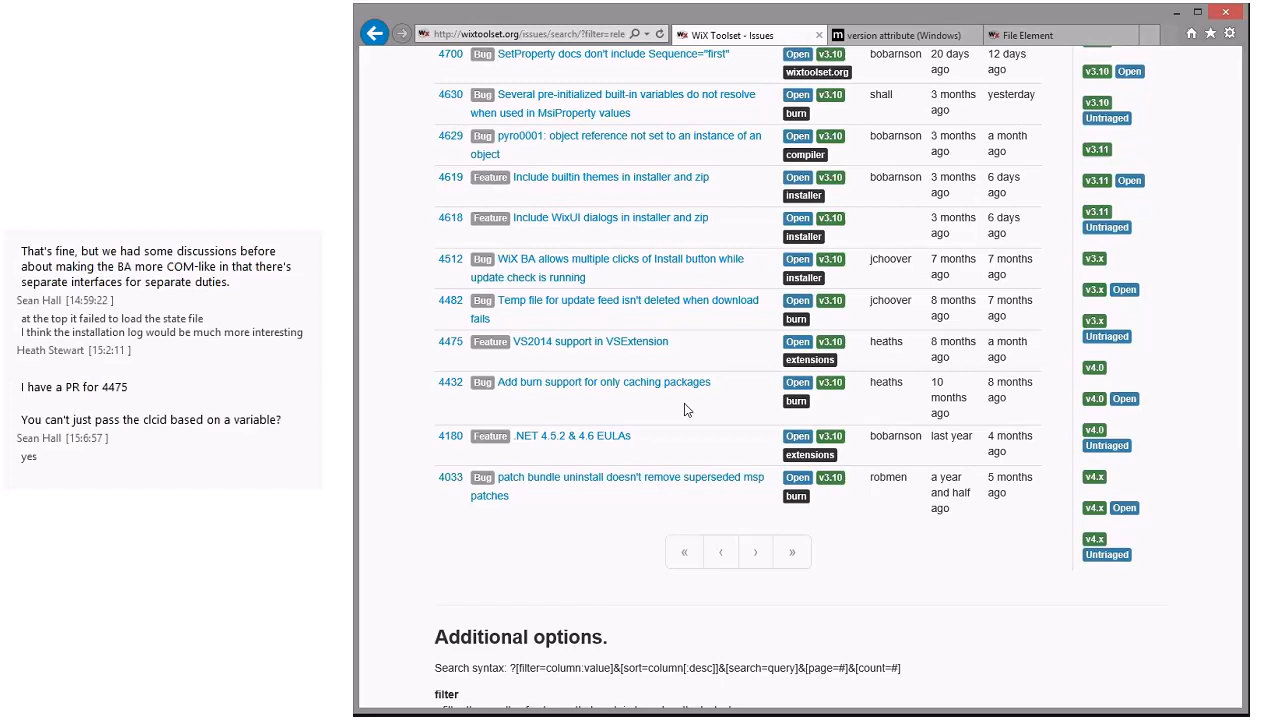 That's fine, but we had some discussions before
about making the BA more COM-like in that there's
separate interfaces for separate duties.
Sean Hall [14:59:22 ]
at the top it failed to load the state file
I think the installation log would be much more interesting
Heath Stewart [15:2:11 ]
I have a PR for 4475
You can't just pass the clcid based on a variable?
Sean Hall [15:6:57 ]
yes
http://wixtoolset.org/issues/search/?filter=rele
WiX Toolset - Issues
version attribute (Windows)
File Element
4700 Bug SetProperty docs don't include Sequence="first" Open v3.10 bobarnson 20 days 12 days
wixtoolset.org ago ago
4630 Bug Several pre-initialized built-in variables do not resolve Open v3.10 shall 3 months yesterday
when used in MsiProperty values burn ago
4629 Bug pyro0001: object reference not set to an instance of an Open v3.10 bobarnson 3 months a month
object compiler ago ago
4619 Feature Include builtin themes in installer and zip Open v3.10 bobarnson 3 months 6 days
installer ago ago
4618 Feature Include WixUI dialogs in installer and zip Open v3.10 3 months 6 days
installer ago ago
4512 Bug WiX BA allows multiple clicks of Install button while Open v3.10 jchoover 7 months 7 months
update check is running installer ago ago
4482 Bug Temp file for update feed isn't deleted when download Open v3.10 jchoover 8 months 7 months
fails burn ago ago
4475 Feature VS2014 support in VSExtension Open v3.10 heaths 8 months a month
extensions ago ago
4432 Bug Add burn support for only caching packages Open v3.10 heaths 10 8 months
burn months ago
ago
4180 Feature .NET 4.5.2 & 4.6 EULAs Open v3.10 bobarnson last year 4 months
extensions ago
4033 Bug patch bundle uninstall doesn't remove superseded msp Open v3.10 robmen a year 5 months
patches burn and half ago
ago
« ‹ › »
v3.10 Open
v3.10
Untriaged
v3.11
v3.11 Open
v3.11
Untriaged
v3.x
v3.x Open
v3.x
Untriaged
v4.0
v4.0 Open
v4.0
Untriaged
v4.x
v4.x Open
v4.x
Untriaged
Additional options.
Search syntax: ?[filter=column:value]&[sort=column[:desc]]&[search=query]&[page=#]&[count=#]
filter